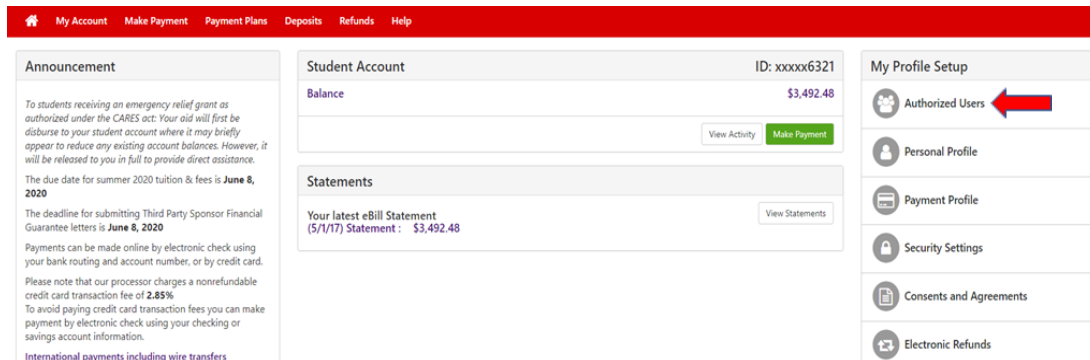 My Account Make Payment Payment Plans Deposits Refunds Help
Announcement
To students receiving an emergency relief grant as
authorized under the CARES act: Your aid will first be
disburse to your student account where it may briefly
appear to reduce any existing account balances. However, it
will be released to you in full to provide direct assistance.
The due date for summer 2020 tuition & fees is June 8,
2020
The deadline for submitting Third Party Sponsor Financial
Guarantee letters is June 8, 2020
Payments can be made online by electronic check using
your bank routing and account number, or by credit card.
Please note that our processor charges a nonrefundable
credit card transaction fee of 2.85%
To avoid paying credit card transaction fees you can make
payment by electronic check using your checking or
savings account information.
International payments including wire transfers
Student Account ID: xxxxx6321
Balance $3,492.48
View Activity Make Payment
Statements
Your latest eBill Statement
(5/1/17) Statement : $3,492.48
View Statements
My Profile Setup
Authorized Users
Personal Profile
Payment Profile
Security Settings
Consents and Agreements
Electronic Refunds